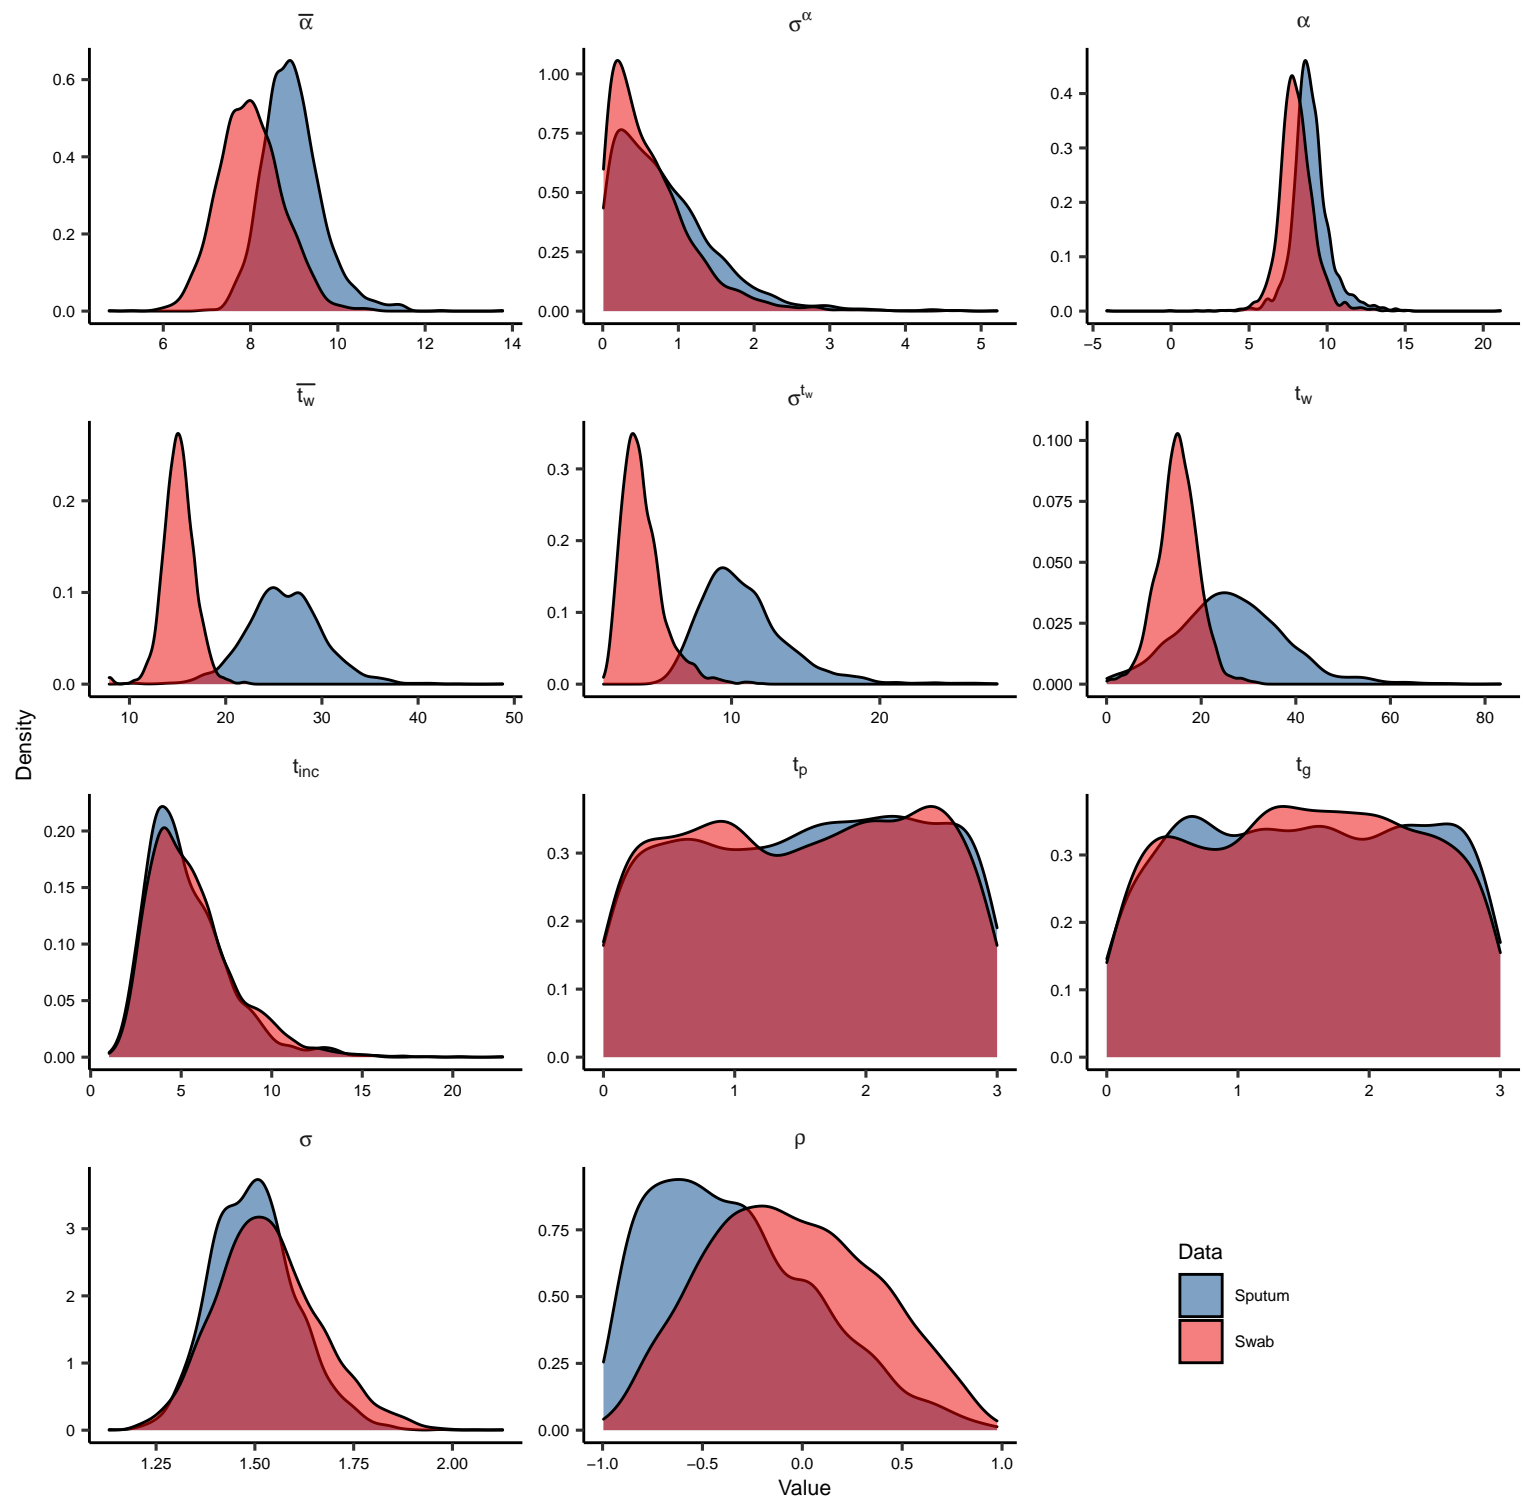 α̅ σ^α α
0.6 0.4 0.2 0.0
1.00 0.75 0.50 0.25 0.00
0.4 0.3 0.2 0.1 0.0
6 8 10 12 14
0 1 2 3 4 5
−5 0 5 10 15 20
t̅_w̅ σ^t_w t_w
0.2 0.1 0.0
0.3 0.2 0.1 0.0
0.100 0.075 0.050 0.025 0.000
10 20 30 40 50
10 20
0 20 40 60 80
t_inc t_p t_g
0.20 0.15 0.10 0.05 0.00
0.3 0.2 0.1 0.0
0.3 0.2 0.1 0.0
0 5 10 15 20
0 1 2 3
0 1 2 3
σ ρ
3 2 1 0
0.75 0.50 0.25 0.00
1.25 1.50 1.75 2.00
−1.0 −0.5 0.0 0.5 1.0
Density
Value
Data
Sputum
Swab